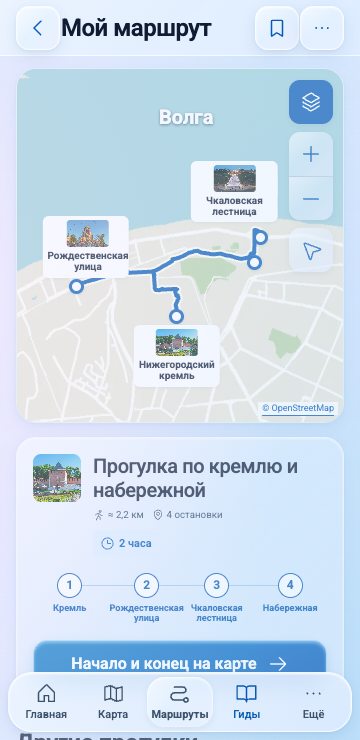 Мой маршрут
Волга
Чкаловская
лестница
Рождественская
улица
Нижегородский
кремль
© OpenStreetMap
Прогулка по кремлю и
набережной
≈ 2,2 км
4 остановки
2 часа
1
2
3
4
Кремль
Рождественская
улица
Чкаловская
лестница
Набережная
Начало и конец на карте
Главная
Карта
Маршруты
Гиды
Ещё
Другие прогулки